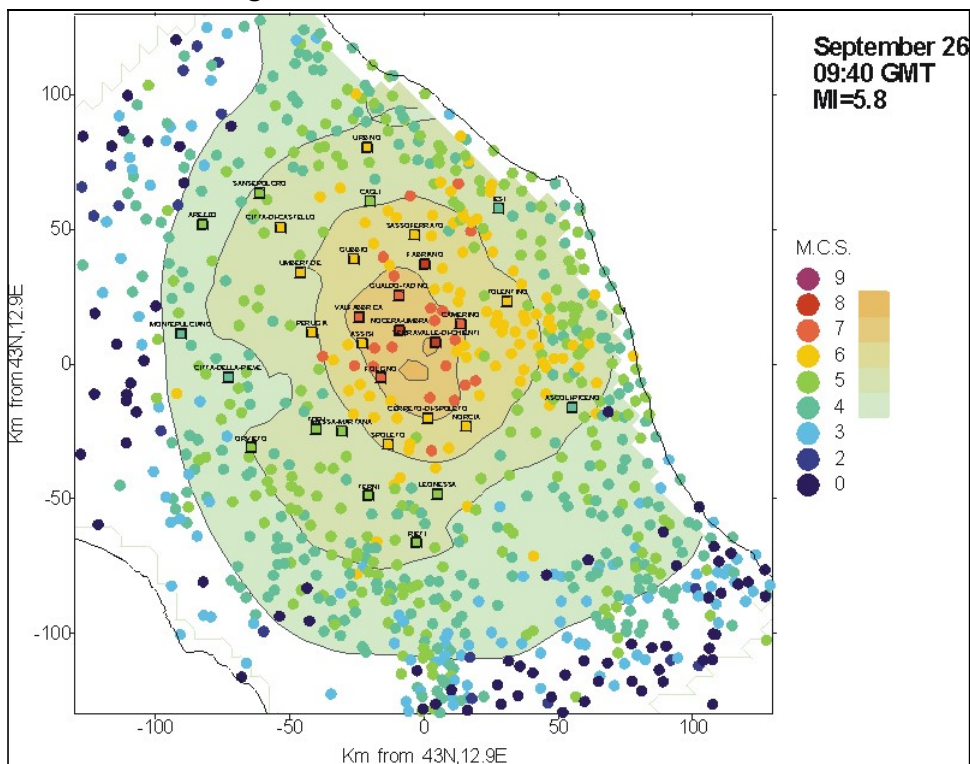 September 26
09:40 GMT
Ml=5.8
M.C.S.
9
8
7
6
5
4
3
2
0
100
50
0
-50
-100
-100
-50
0
50
100
Km from 43N,12.9E
Km from 43N,12.9E
URBINO
SANSEPOLCRO
CAGLI
AREZZO
CITTA-DI-CASTELLO
IESI
SASSOFERRATO
GUBBIO
FABRIANO
UMBERTIDE
GUALDO-TADINO
TOLENTINO
VALFABBRICA
CAMERINO
NOCERA-UMBRA
MONTEPULCIANO
PERUGIA
ASSISI
SERRAVALLE-DI-CHIENTI
CITTA-DELLA-PIEVE
FOLIGNO
ASCOLI-PICENO
CERRETO-DI-SPOLETO
NORCIA
TODI
MASSA-MARTANA
ORVIETO
SPOLETO
TERNI
LEONESSA
RIETI